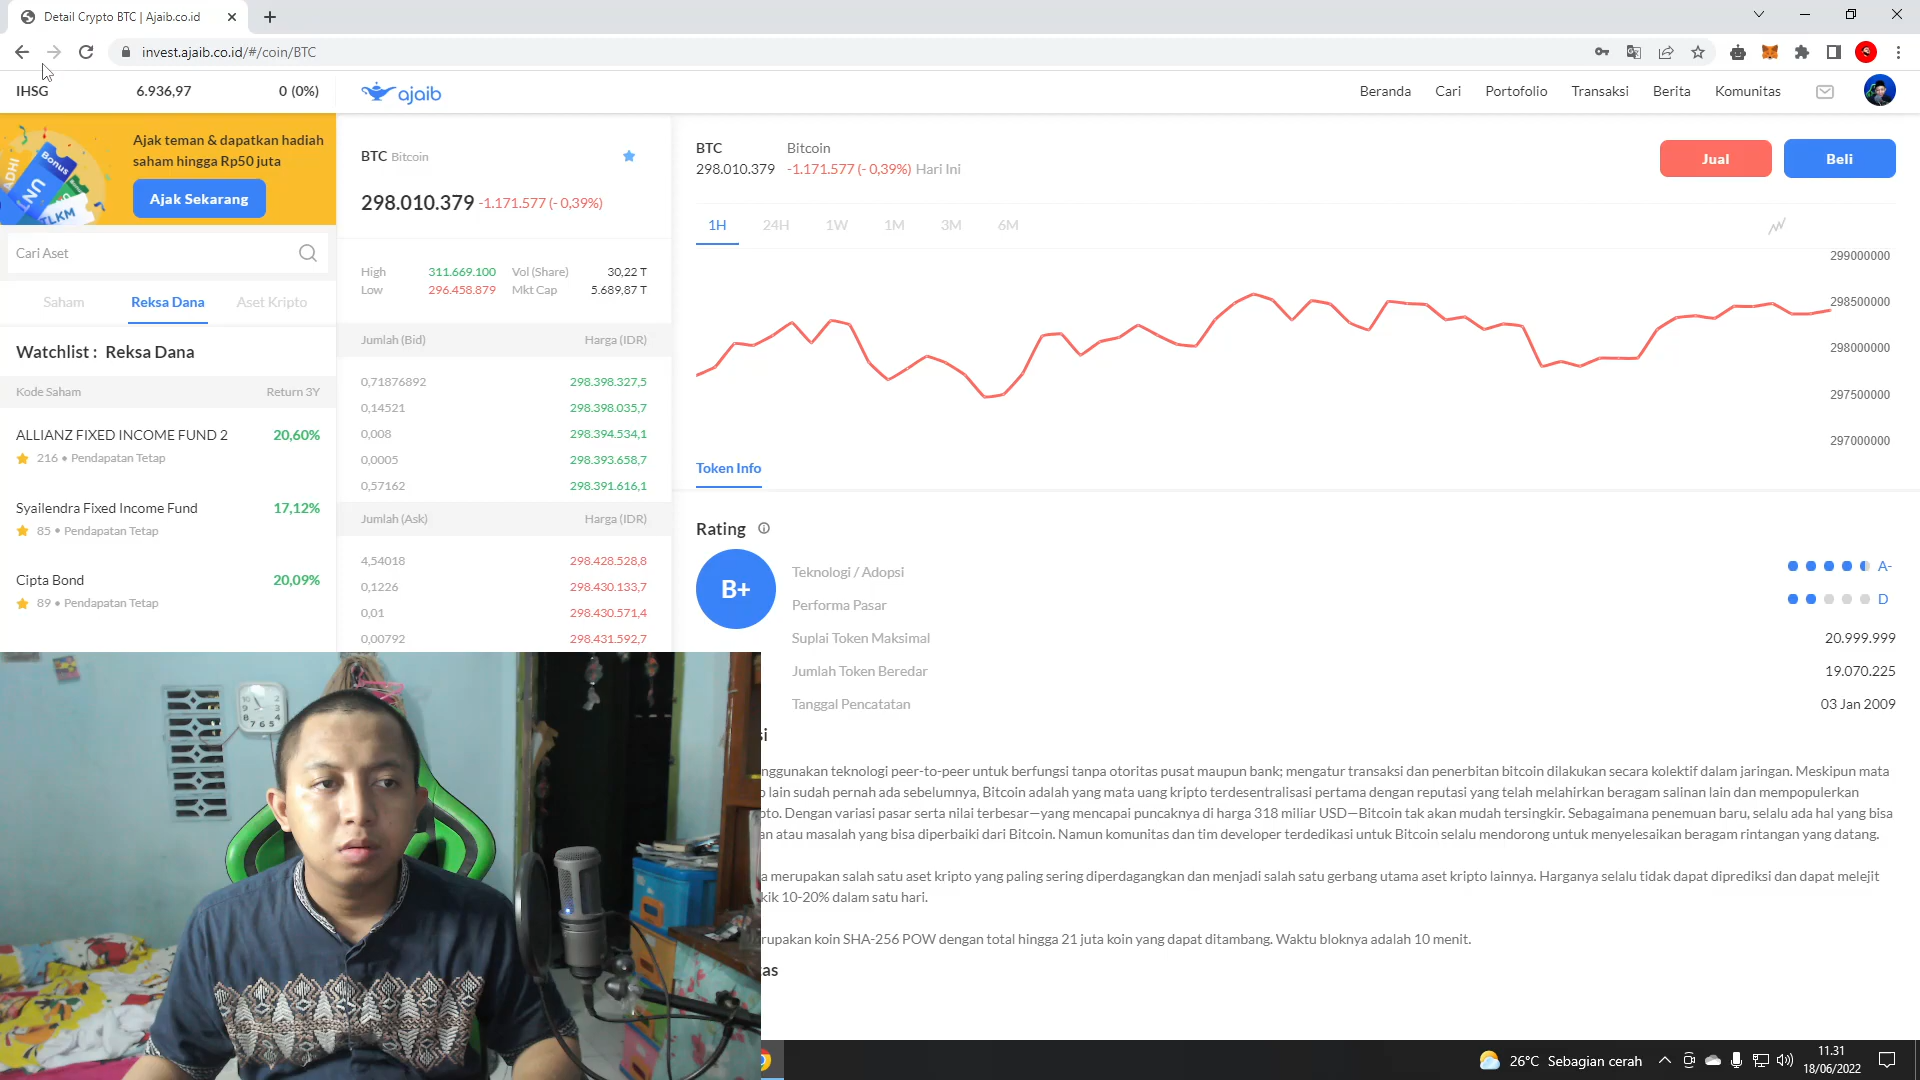 Detail Crypto BTC | Ajaib.co.id
invest.ajaib.co.id/#/coin/BTC
IHSG 6.936,97 0 (0%)
ajaib
Beranda Cari Portofolio Transaksi Berita Komunitas
Ajak teman & dapatkan hadiah
saham hingga Rp50 juta
Ajak Sekarang
Bonus
TLKM
Cari Aset
Saham Reksa Dana Aset Kripto
Watchlist : Reksa Dana
Kode Saham Return 3Y
ALLIANZ FIXED INCOME FUND 2 20,60%
216 • Pendapatan Tetap
Syailendra Fixed Income Fund 17,12%
85 • Pendapatan Tetap
Cipta Bond 20,09%
89 • Pendapatan Tetap
BTC Bitcoin
298.010.379 -1.171.577 (- 0,39%)
High 311.669.100 Vol (Share) 30,22 T
Low 296.458.879 Mkt Cap 5.689,87 T
Jumlah (Bid) Harga (IDR)
0,71876892 298.398.327,5
0,14521 298.398.035,7
0,008 298.394.534,1
0,0005 298.393.658,7
0,57162 298.391.616,1
Jumlah (Ask) Harga (IDR)
4,54018 298.428.528,8
0,1226 298.430.133,7
0,01 298.430.571,4
0,00792 298.431.592,7
BTC Bitcoin
298.010.379 -1.171.577 (- 0,39%) Hari Ini
Jual Beli
1H 24H 1W 1M 3M 6M
299000000
298500000
298000000
297500000
297000000
Token Info
Rating
B+
Teknologi / Adopsi A-
Performa Pasar D
Suplai Token Maksimal 20.999.999
Jumlah Token Beredar 19.070.225
Tanggal Pencatatan 03 Jan 2009
si
nggunakan teknologi peer-to-peer untuk berfungsi tanpa otoritas pusat maupun bank; mengatur transaksi dan penerbitan bitcoin dilakukan secara kolektif dalam jaringan. Meskipun mata
o lain sudah pernah ada sebelumnya, Bitcoin adalah yang mata uang kripto terdesentralisasi pertama dengan reputasi yang telah melahirkan beragam salinan lain dan mempopulerkan
pto. Dengan variasi pasar serta nilai terbesar—yang mencapai puncaknya di harga 318 miliar USD—Bitcoin tak akan mudah tersingkir. Sebagaimana penemuan baru, selalu ada hal yang bisa
an atau masalah yang bisa diperbaiki dari Bitcoin. Namun komunitas dan tim developer terdedikasi untuk Bitcoin selalu mendorong untuk menyelesaikan beragam rintangan yang datang.
a merupakan salah satu aset kripto yang paling sering diperdagangkan dan menjadi salah satu gerbang utama aset kripto lainnya. Harganya selalu tidak dapat diprediksi dan dapat melejit
kik 10-20% dalam satu hari.
rupakan koin SHA-256 POW dengan total hingga 21 juta koin yang dapat ditambang. Waktu bloknya adalah 10 menit.
tas
26°C Sebagian cerah
11.31
18/06/2022